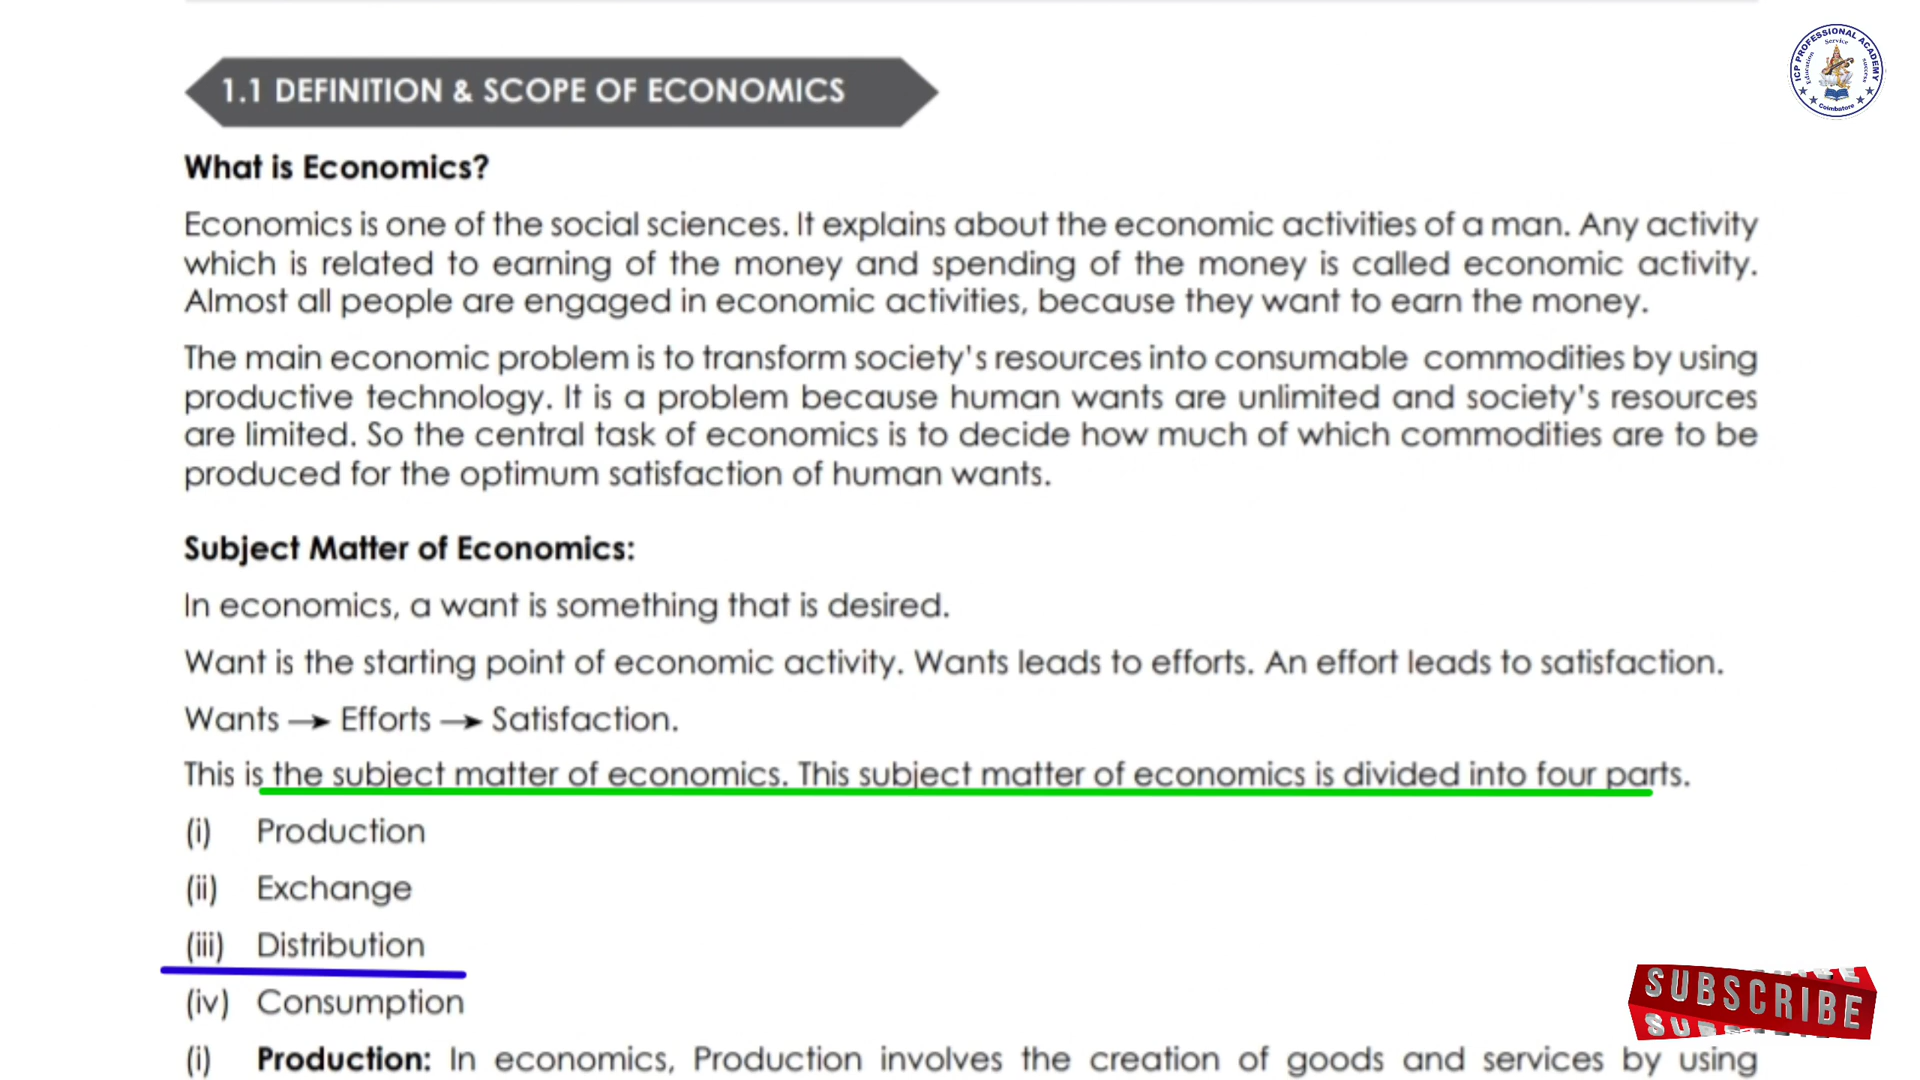 1.1 DEFINITION & SCOPE OF ECONOMICS
ICP PROFESSIONAL ACADEMY
Service
Education
success
Coimbatore
What is Economics?
Economics is one of the social sciences. It explains about the economic activities of a man. Any activity
which is related to earning of the money and spending of the money is called economic activity.
Almost all people are engaged in economic activities, because they want to earn the money.
The main economic problem is to transform society's resources into consumable commodities by using
productive technology. It is a problem because human wants are unlimited and society's resources
are limited. So the central task of economics is to decide how much of which commodities are to be
produced for the optimum satisfaction of human wants.
Subject Matter of Economics:
In economics, a want is something that is desired.
Want is the starting point of economic activity. Wants leads to efforts. An effort leads to satisfaction.
Wants → Efforts → Satisfaction.
This is the subject matter of economics. This subject matter of economics is divided into four parts.
(i) Production
(ii) Exchange
(iii) Distribution
(iv) Consumption
SUBSCRIBE
(i) Production: In economics, Production involves the creation of goods and services by using